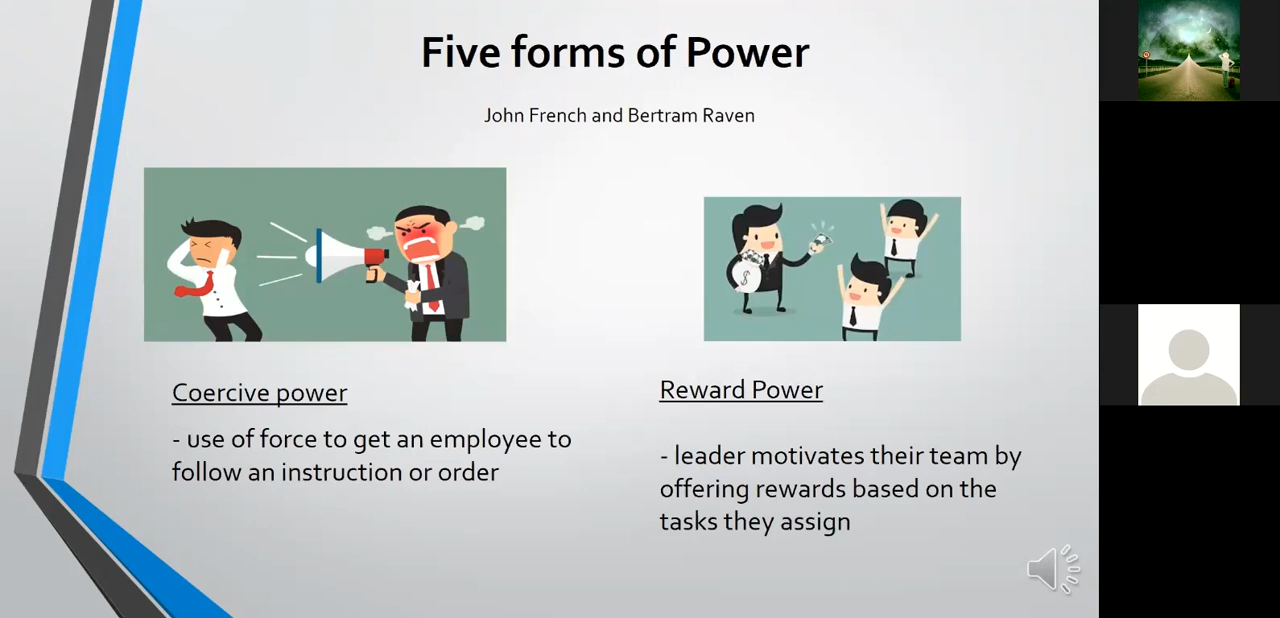 Five forms of Power
John French and Bertram Raven
$
Coercive power
- use of force to get an employee to
follow an instruction or order
Reward Power
- leader motivates their team by
offering rewards based on the
tasks they assign